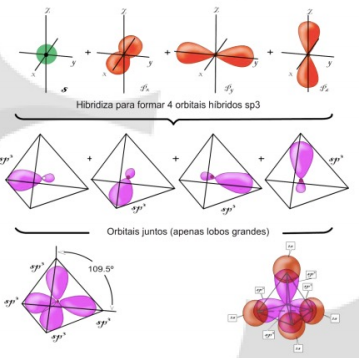 z z z z
+ + +
y y y y
x x x x
s 𝒫x 𝒫y 𝒫z
Hibridiza para formar 4 orbitais híbridos sp3
+ + +
sp³ sp³ sp³ sp³
Orbitais juntos (apenas lobos grandes)
109.5º
sp³
sp³
sp³
sp³